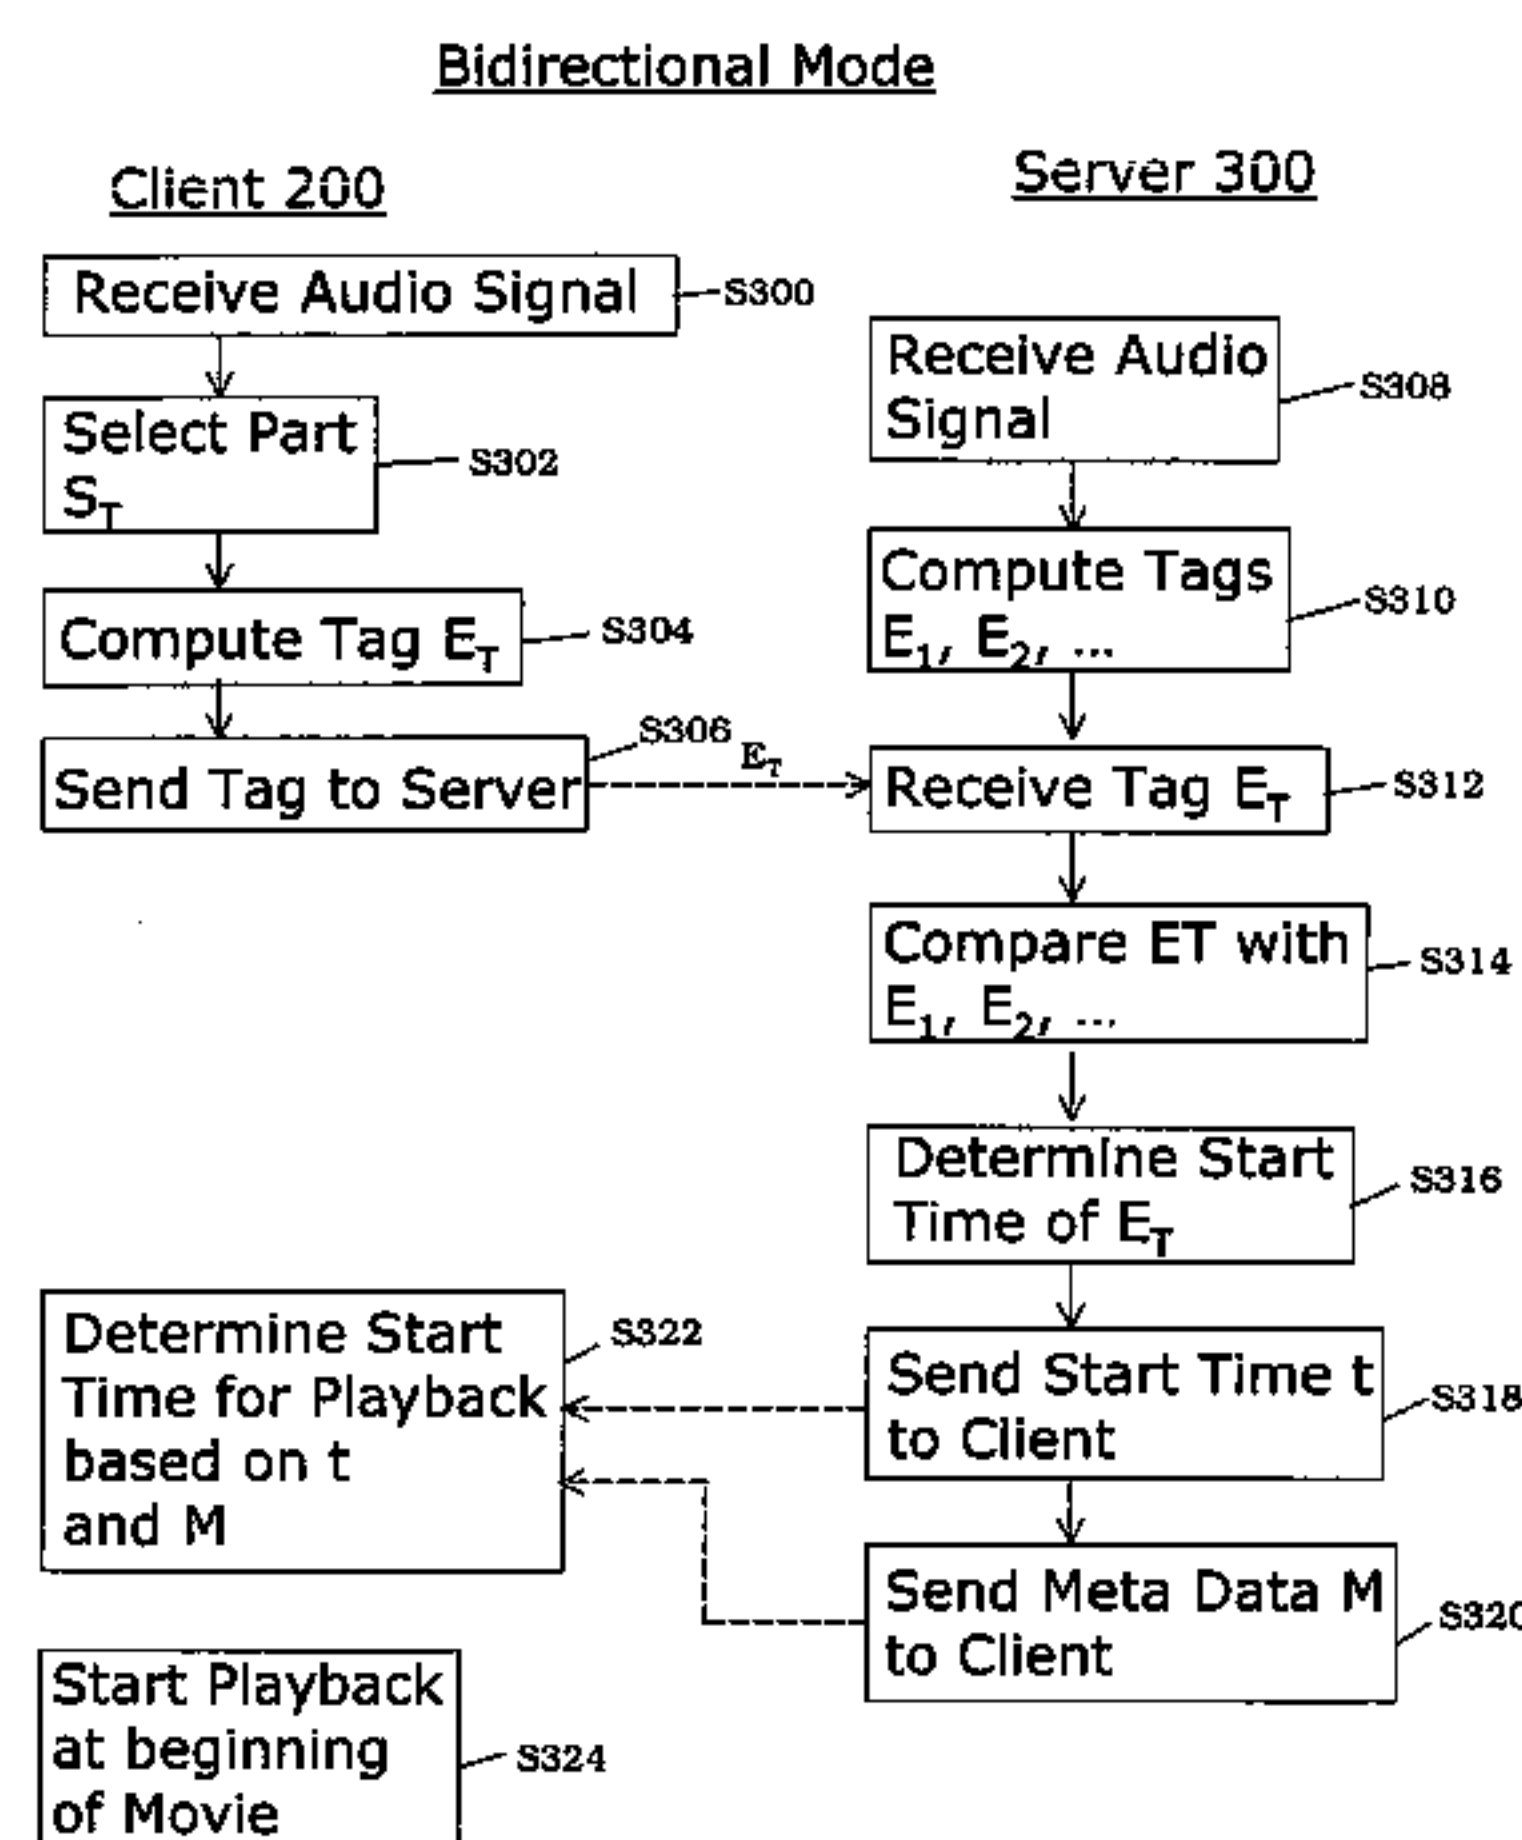 Bidirectional Mode
Client 200
Server 300
Receive Audio Signal
S300
Select Part
S_T
S302
Compute Tag E_T
S304
Send Tag to Server
S306
E_T
Receive Audio
Signal
S308
Compute Tags
E_1, E_2, ...
S310
Receive Tag E_T
S312
Compare ET with
E_1, E_2, ...
S314
Determine Start
Time of E_T
S316
Send Start Time t
to Client
S318
Send Meta Data M
to Client
S320
Determine Start
Time for Playback
based on t
and M
S322
Start Playback
at beginning
of Movie
S324